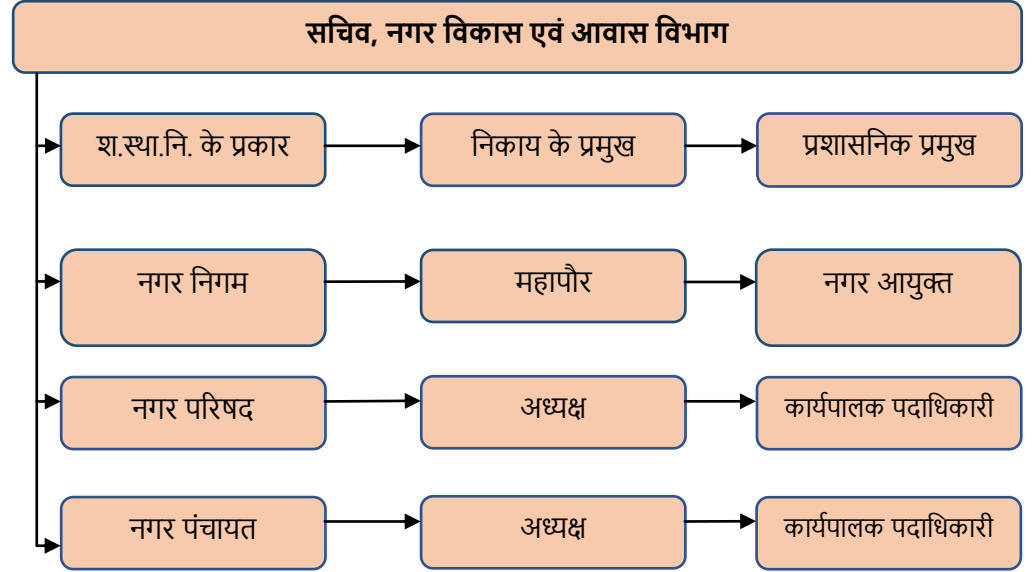 सचिव, नगर विकास एवं आवास विभाग
श.स्था.नि. के प्रकार
निकाय के प्रमुख
प्रशासनिक प्रमुख
नगर निगम
महापौर
नगर आयुक्त
नगर परिषद
अध्यक्ष
कार्यपालक पदाधिकारी
नगर पंचायत
अध्यक्ष
कार्यपालक पदाधिकारी